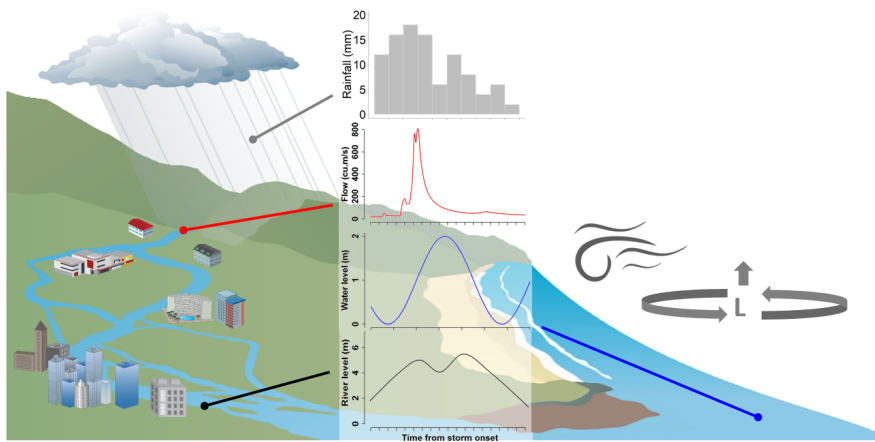 Rainfall (mm)
20
15
10
5
0
Flow (cu.m/s)
800
600
400
200
0
Water level (m)
2
1
0
L
River level (m)
6
4
2
0
Time from storm onset